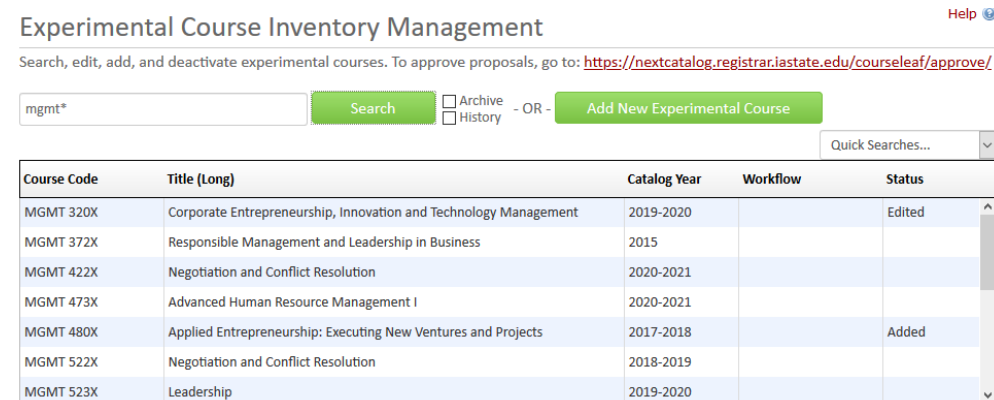 Help
Experimental Course Inventory Management
Search, edit, add, and deactivate experimental courses. To approve proposals, go to: https://nextcatalog.registrar.iastate.edu/courseleaf/approve/
mgmt* Search Archive History - OR - Add New Experimental Course
Quick Searches...
Course Code Title (Long) Catalog Year Workflow Status
MGMT 320X Corporate Entrepreneurship, Innovation and Technology Management 2019-2020 Edited
MGMT 372X Responsible Management and Leadership in Business 2015
MGMT 422X Negotiation and Conflict Resolution 2020-2021
MGMT 473X Advanced Human Resource Management I 2020-2021
MGMT 480X Applied Entrepreneurship: Executing New Ventures and Projects 2017-2018 Added
MGMT 522X Negotiation and Conflict Resolution 2018-2019
MGMT 523X Leadership 2019-2020